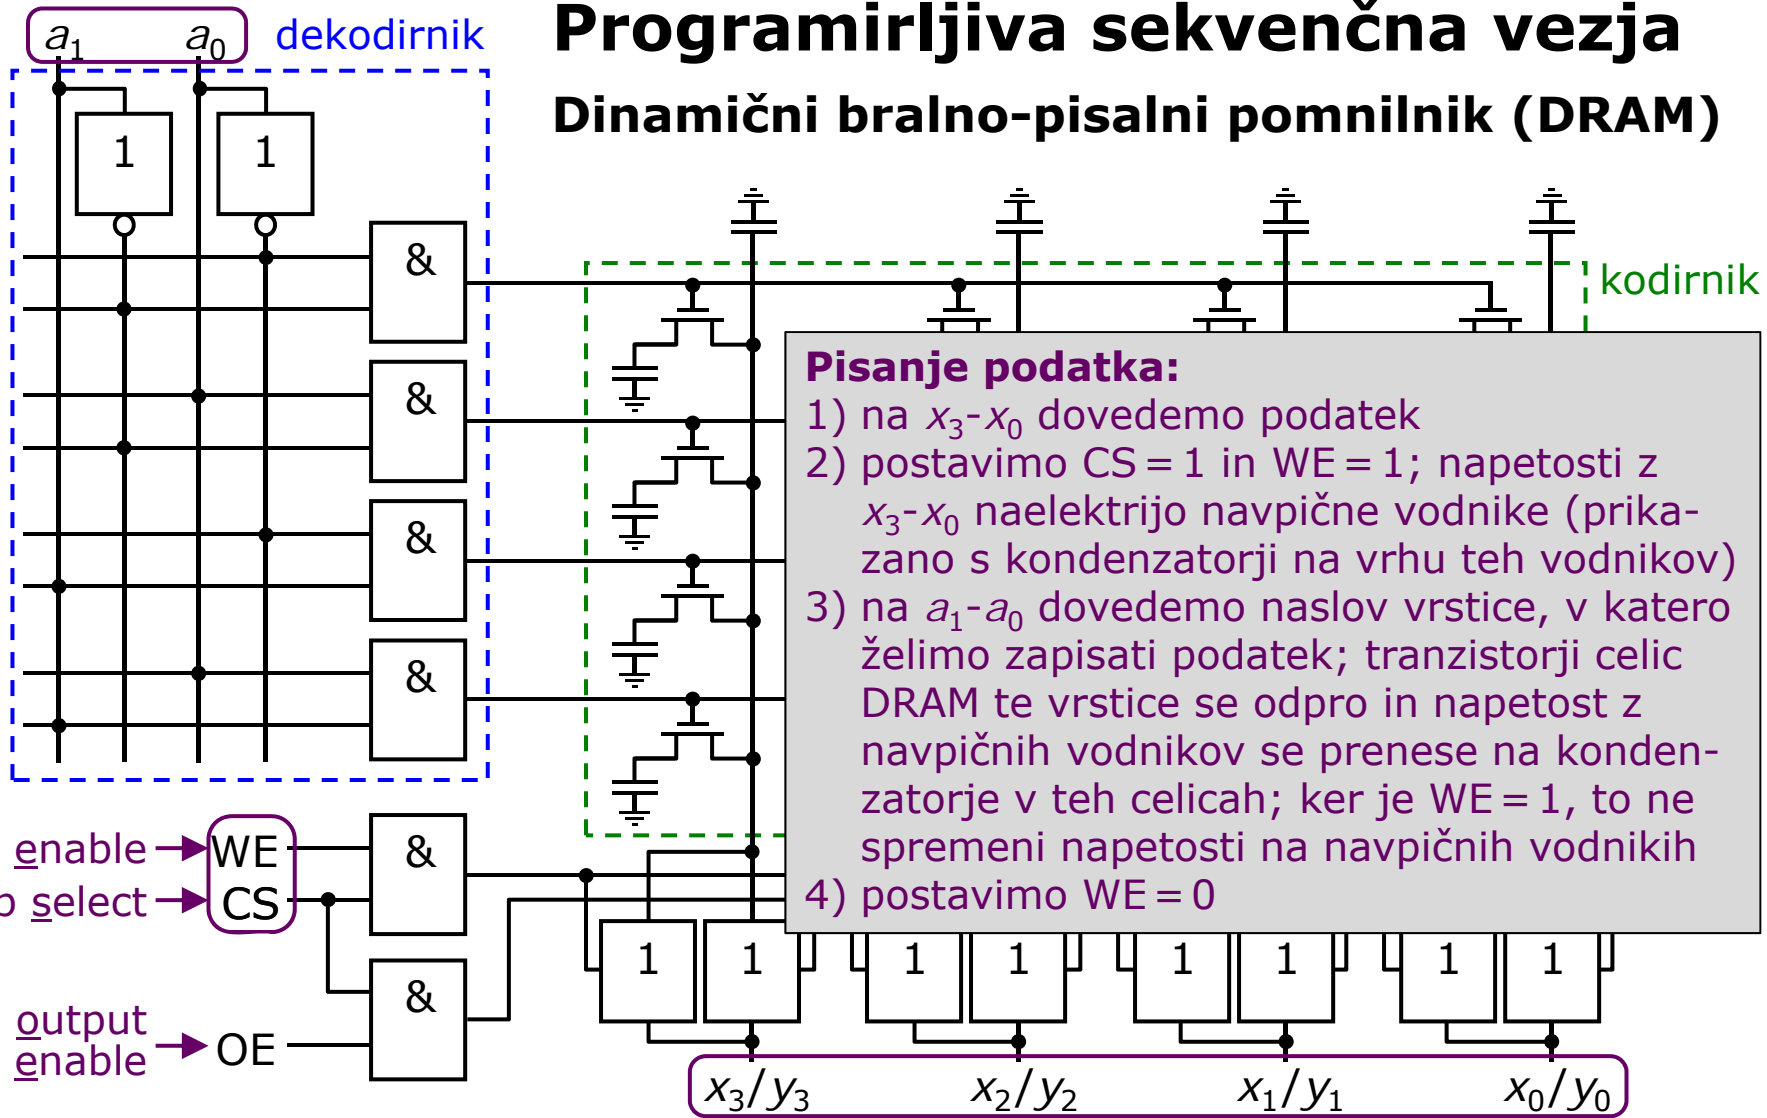 Programirljiva sekvenčna vezja
Dinamični bralno-pisalni pomnilnik (DRAM)
a1 a0 dekodirnik
1 1
&
&
&
&
kodirnik
Pisanje podatka:
1) na x3-x0 dovedemo podatek
2) postavimo CS = 1 in WE = 1; napetosti z
x3-x0 naelektrijo navpične vodnike (prika-
zano s kondenzatorji na vrhu teh vodnikov)
3) na a1-a0 dovedemo naslov vrstice, v katero
želimo zapisati podatek; tranzistorji celic
DRAM te vrstice se odpro in napetost z
navpičnih vodnikov se prenese na konden-
zatorje v teh celicah; ker je WE = 1, to ne
spremeni napetosti na navpičnih vodnikih
4) postavimo WE = 0
enable WE &
select CS
&
output
enable OE
1 1 1 1 1 1 1 1
x3/y3 x2/y2 x1/y1 x0/y0